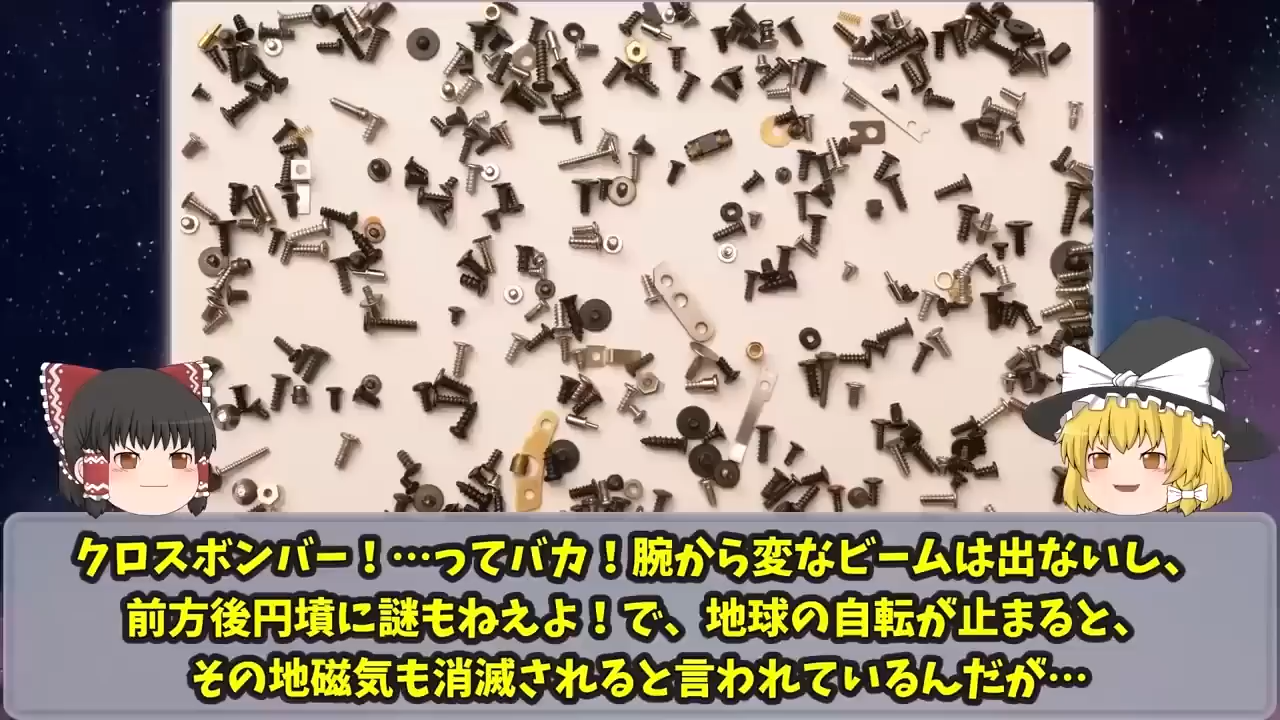 クロスボンバー！…ってバカ！腕から変なビームは出ないし、
前方後円墳に謎もねえよ！で、地球の自転が止まると、
その地磁気も消滅されると言われているんだが…